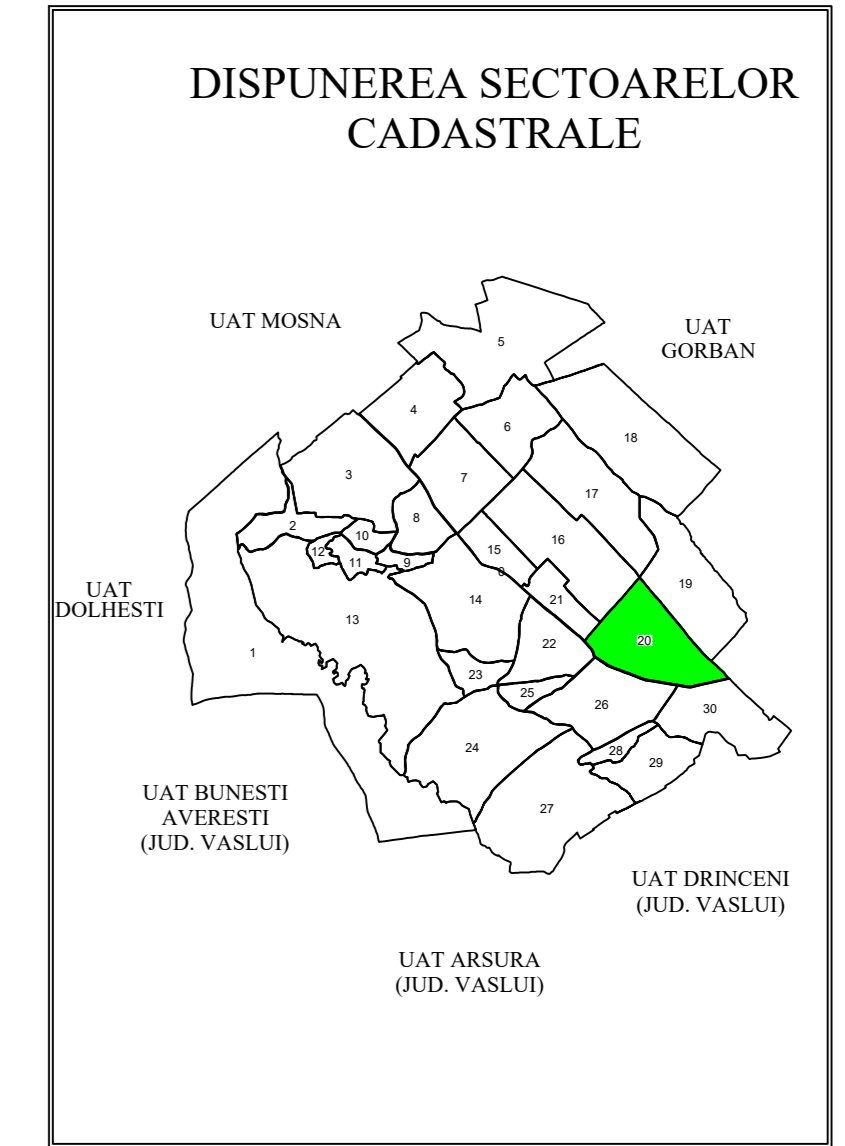 DISPUNEREA SECTOARELOR
CADASTRALE
UAT MOSNA
UAT
GORBAN
5
4
6
18
3
7
17
8
2
10
16
12
15
11
9
0
19
14
21
13
20
22
1
23
25
26
30
24
28
29
27
UAT
DOLHESTI
UAT BUNESTI
AVERESTI
(JUD. VASLUI)
UAT DRINCENI
(JUD. VASLUI)
UAT ARSURA
(JUD. VASLUI)